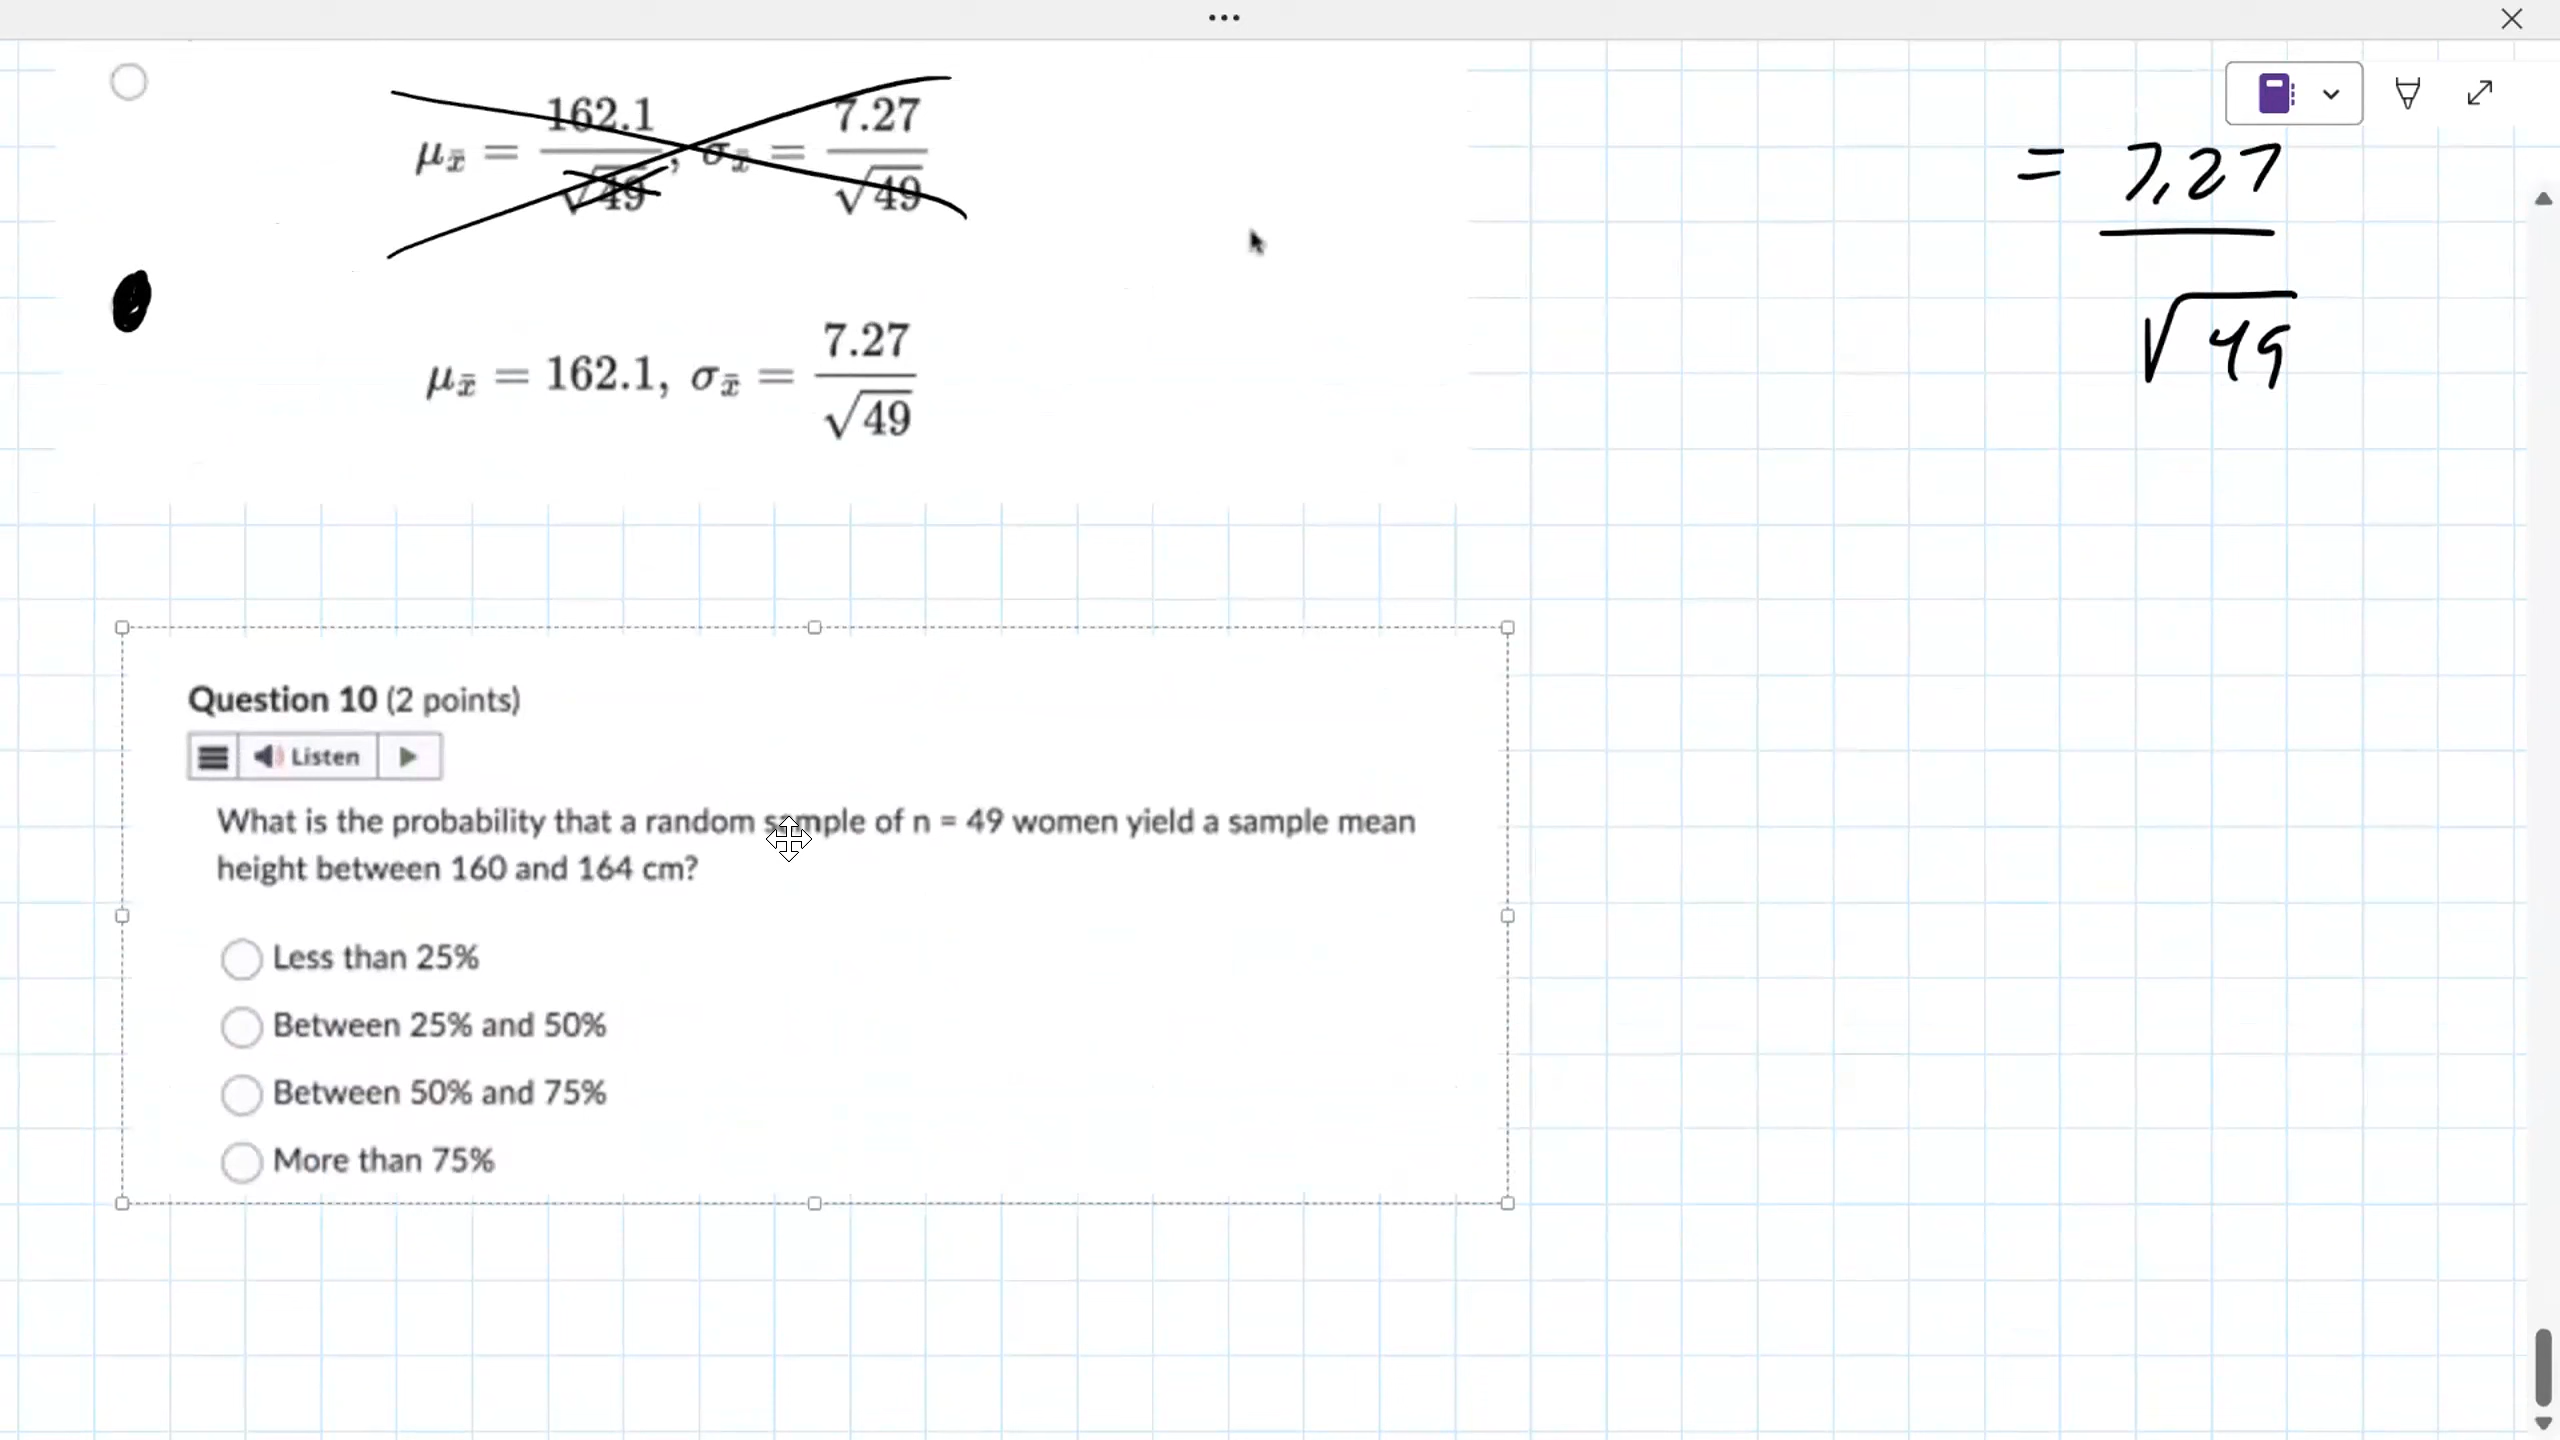 μx̄ = 162.1/√49, σx̄ = 7.27/√49
= 7,27/√49
μx̄ = 162.1, σx̄ = 7.27/√49
Question 10 (2 points)
Listen
What is the probability that a random sample of n = 49 women yield a sample mean
height between 160 and 164 cm?
Less than 25%
Between 25% and 50%
Between 50% and 75%
More than 75%